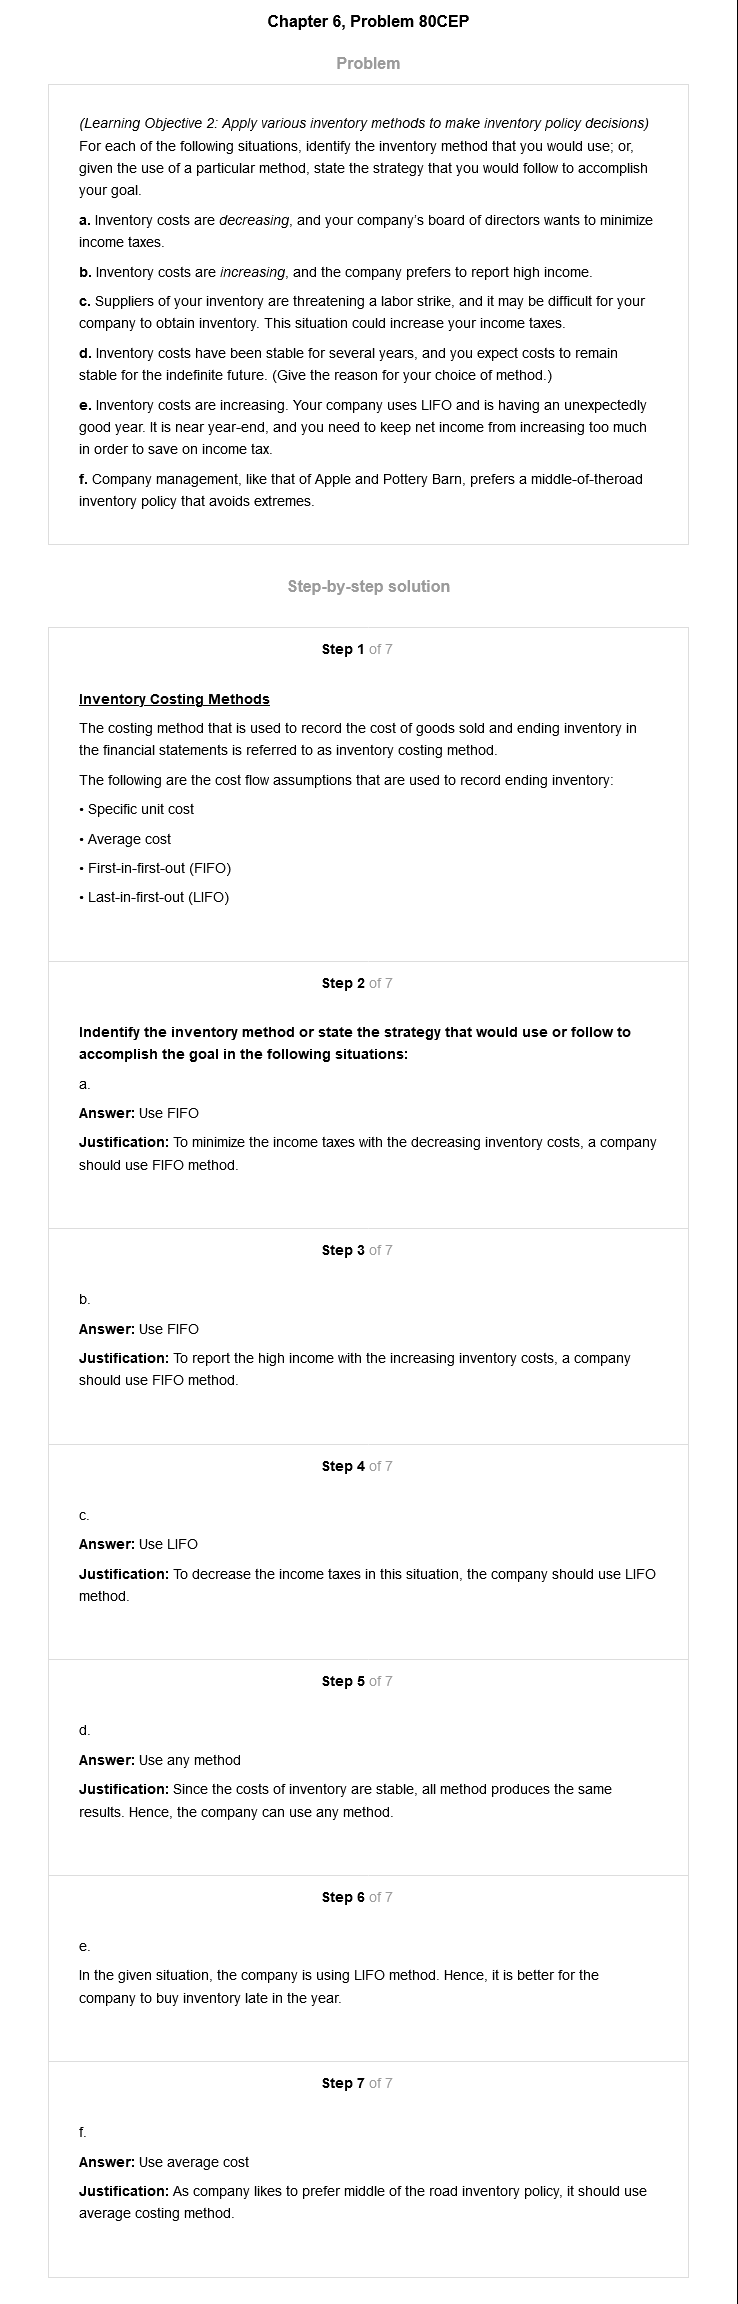 Chapter 6, Problem 80CEP
Problem
(Learning Objective 2: Apply various inventory methods to make inventory policy decisions)
For each of the following situations, identify the inventory method that you would use; or,
given the use of a particular method, state the strategy that you would follow to accomplish
your goal.
a. Inventory costs are decreasing, and your company's board of directors wants to minimize
income taxes.
b. Inventory costs are increasing, and the company prefers to report high income.
c. Suppliers of your inventory are threatening a labor strike, and it may be difficult for your
company to obtain inventory. This situation could increase your income taxes.
d. Inventory costs have been stable for several years, and you expect costs to remain
stable for the indefinite future. (Give the reason for your choice of method.)
e. Inventory costs are increasing. Your company uses LIFO and is having an unexpectedly
good year. It is near year-end, and you need to keep net income from increasing too much
in order to save on income tax.
f. Company management, like that of Apple and Pottery Barn, prefers a middle-of-theroad
inventory policy that avoids extremes.
Step-by-step solution
Step 1 of 7
Inventory Costing Methods
The costing method that is used to record the cost of goods sold and ending inventory in
the financial statements is referred to as inventory costing method.
The following are the cost flow assumptions that are used to record ending inventory:
• Specific unit cost
• Average cost
• First-in-first-out (FIFO)
• Last-in-first-out (LIFO)
Step 2 of 7
Indentify the inventory method or state the strategy that would use or follow to
accomplish the goal in the following situations:
a.
Answer: Use FIFO
Justification: To minimize the income taxes with the decreasing inventory costs, a company
should use FIFO method.
Step 3 of 7
b.
Answer: Use FIFO
Justification: To report the high income with the increasing inventory costs, a company
should use FIFO method.
Step 4 of 7
c.
Answer: Use LIFO
Justification: To decrease the income taxes in this situation, the company should use LIFO
method.
Step 5 of 7
d.
Answer: Use any method
Justification: Since the costs of inventory are stable, all method produces the same
results. Hence, the company can use any method.
Step 6 of 7
e.
In the given situation, the company is using LIFO method. Hence, it is better for the
company to buy inventory late in the year.
Step 7 of 7
f.
Answer: Use average cost
Justification: As company likes to prefer middle of the road inventory policy, it should use
average costing method.